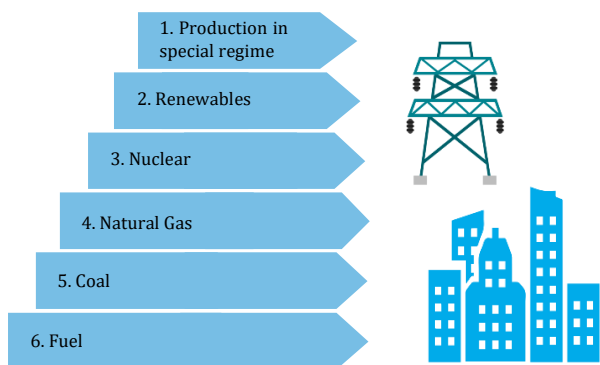 1. Production in
special regime
2. Renewables
3. Nuclear
4. Natural Gas
5. Coal
6. Fuel